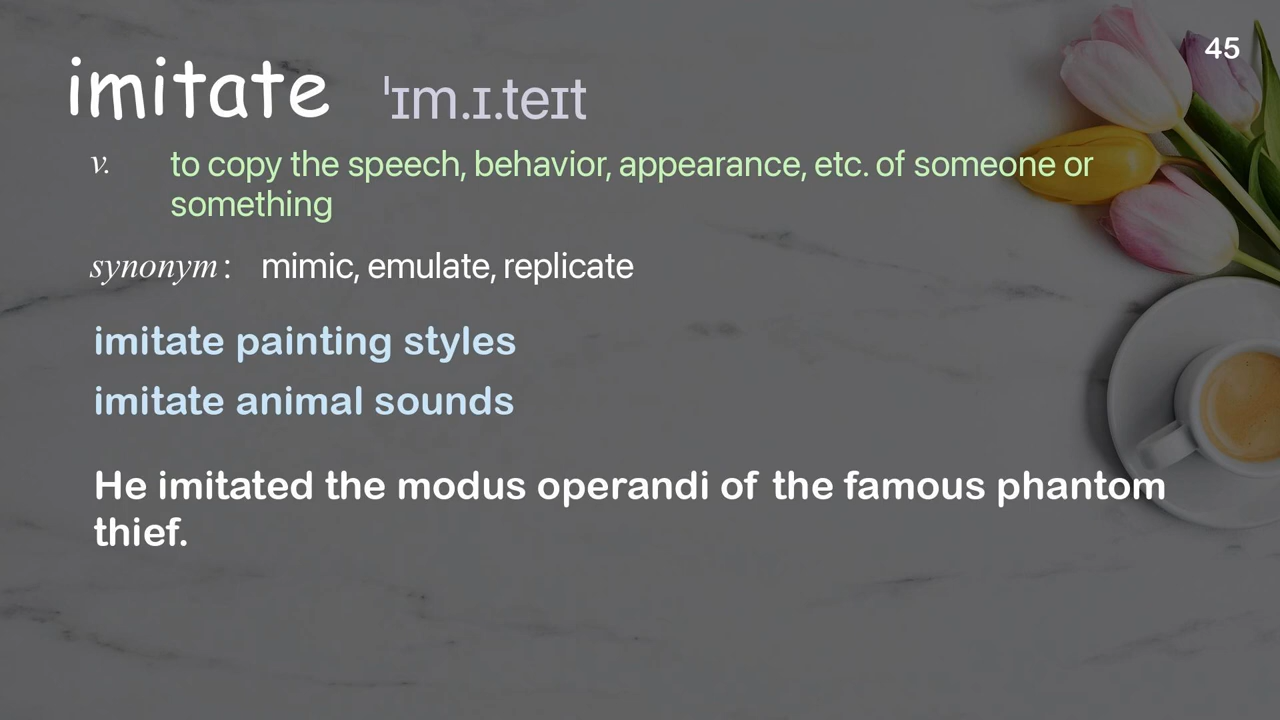 45
imitate ˈɪm.ɪ.teɪt
v. to copy the speech, behavior, appearance, etc. of someone or
something
synonym: mimic, emulate, replicate
imitate painting styles
imitate animal sounds
He imitated the modus operandi of the famous phantom
thief.